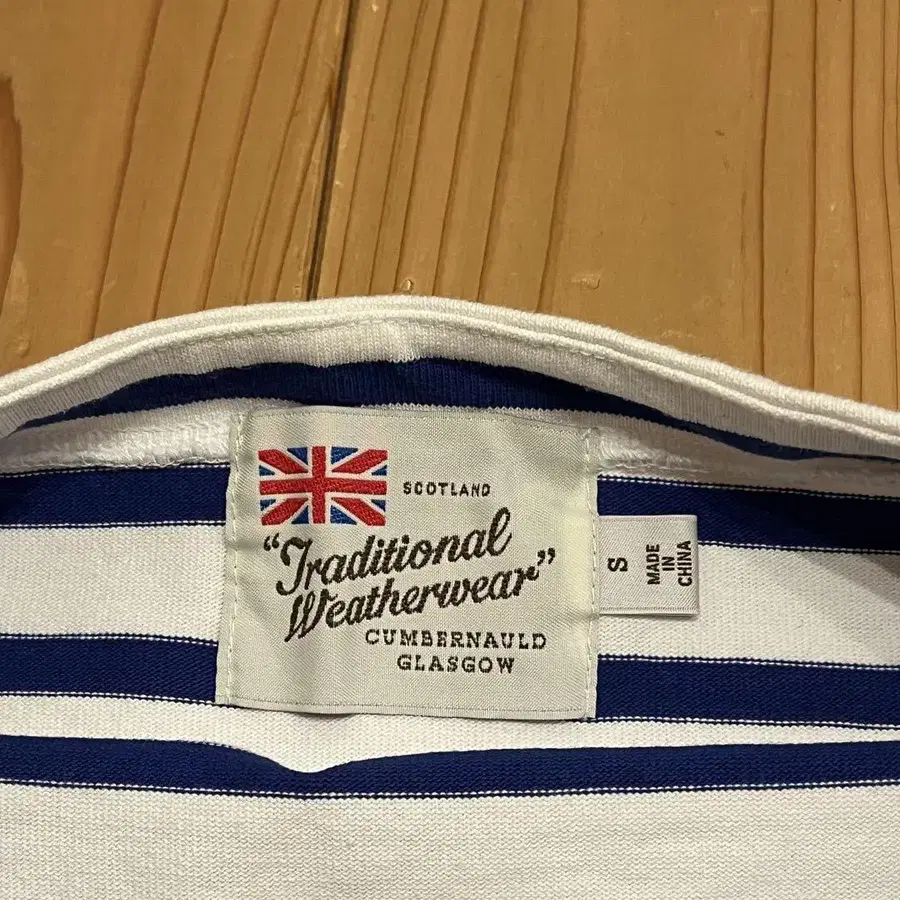 SCOTLAND
"Traditional
Weatherwear"
CUMBERNAULD
GLASGOW
S
MADE
IN
CHINA